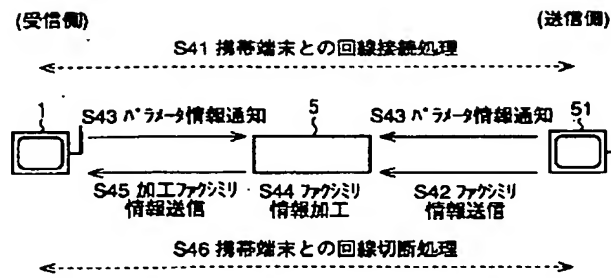 (受信側)
(送信側)
S41 携帯端末との回線接続処理
1
S43 パラメータ情報通知
5
S43 パラメータ情報通知
51
S45 加工ファクシミリ
情報送信
S44 ファクシミリ
情報加工
S42 ファクシミリ
情報送信
S46 携帯端末との回線切断処理